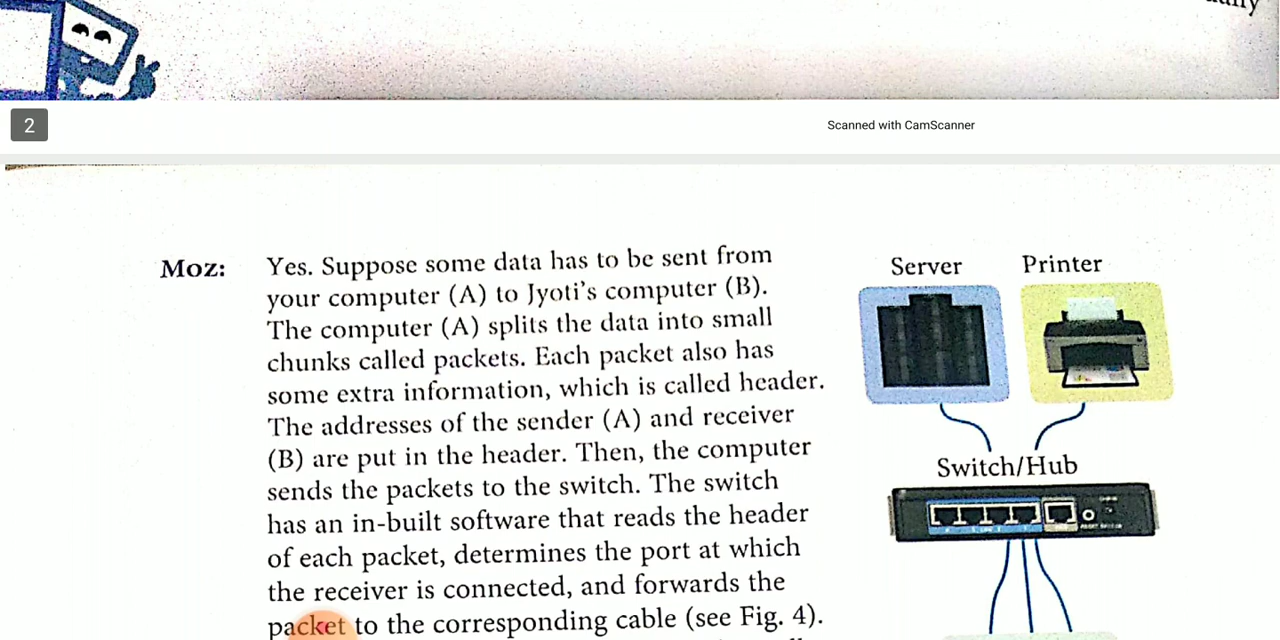 2
Scanned with CamScanner
Moz:
Yes. Suppose some data has to be sent from
your computer (A) to Jyoti's computer (B).
The computer (A) splits the data into small
chunks called packets. Each packet also has
some extra information, which is called header.
The addresses of the sender (A) and receiver
(B) are put in the header. Then, the computer
sends the packets to the switch. The switch
has an in-built software that reads the header
of each packet, determines the port at which
the receiver is connected, and forwards the
packet to the corresponding cable (see Fig. 4).
Server
Printer
Switch/Hub